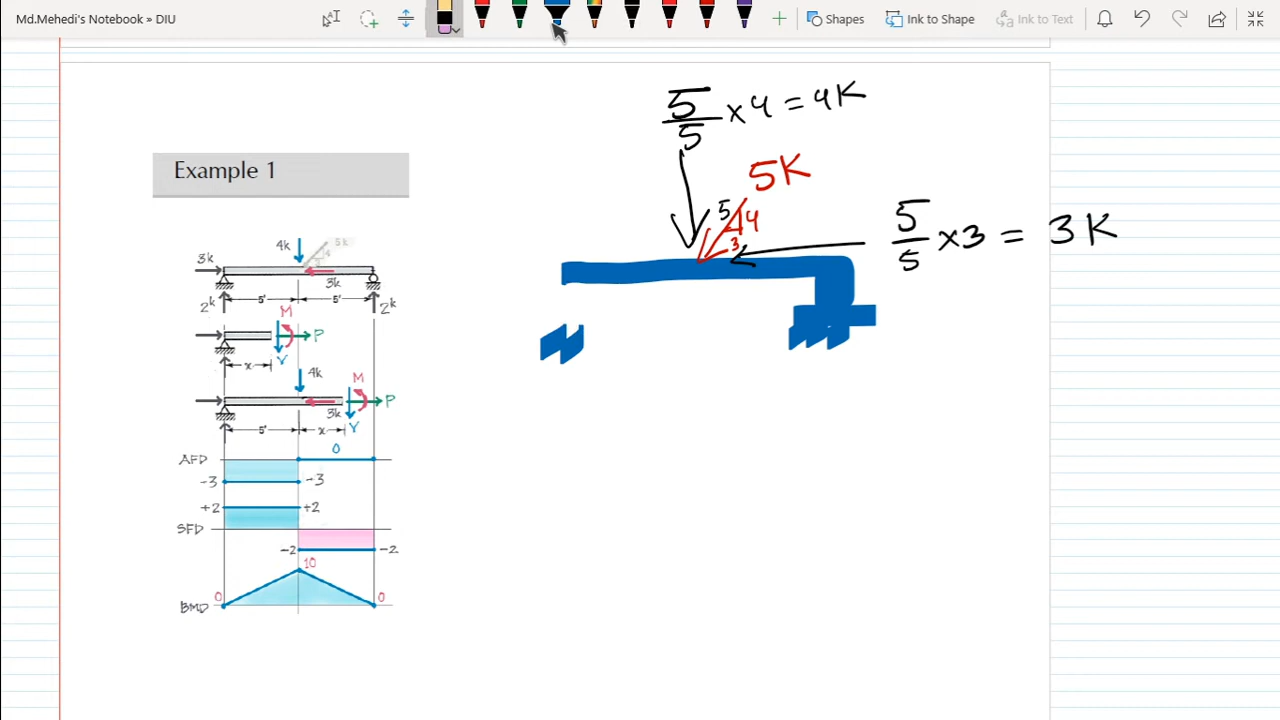 Md.Mehedi's Notebook » DIU
Shapes
Ink to Shape
Ink to Text
5/5 x 4 = 4K
5K
5
4
3
5/5 x 3 = 3K
Example 1
4k
5k
3k
3k
2k
5'
5'
2k
M
P
V
x
4k
M
P
3k
V
5'
x
AFD
0
-3
-3
+2
+2
SFD
-2
-2
10
0
0
BMD